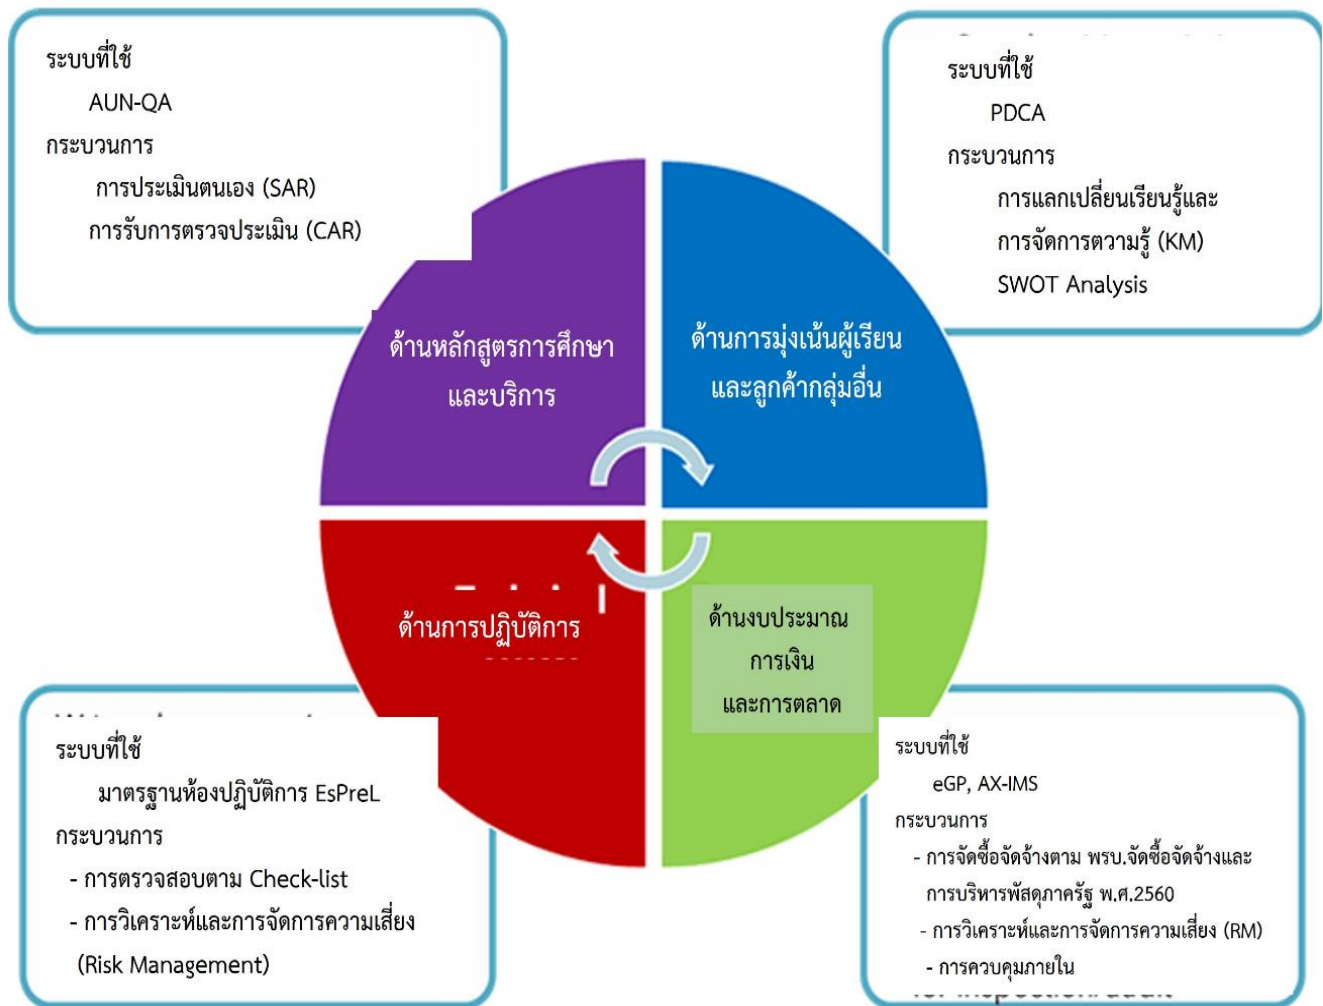 ระบบที่ใช้
AUN-QA
กระบวนการ
การประเมินตนเอง (SAR)
การรับการตรวจประเมิน (CAR)
ระบบที่ใช้
PDCA
กระบวนการ
การแลกเปลี่ยนเรียนรู้และ
การจัดการตวามรู้ (KM)
SWOT Analysis
ด้านหลักสูตรการศึกษา
และบริการ
ด้านการมุ่งเน้นผู้เรียน
และลูกค้ากลุ่มอื่น
ด้านการปฏิบัติการ
ด้านงบประมาณ
การเงิน
และการตลาด
ระบบที่ใช้
มาตรฐานห้องปฏิบัติการ EsPreL
กระบวนการ
- การตรวจสอบตาม Check-list
- การวิเคราะห์และการจัดการความเสี่ยง
(Risk Management)
ระบบที่ใช้
eGP, AX-IMS
กระบวนการ
- การจัดซื้อจัดจ้างตาม พรบ.จัดซื้อจัดจ้างและ
การบริหารพัสดุภาครัฐ พ.ศ.2560
- การวิเคราะห์และการจัดการความเสี่ยง (RM)
- การควบคุมภายใน